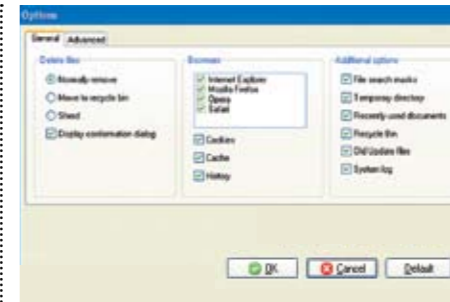 Options
General Advanced
Delete files
Normally remove
Move to recycle bin
Shred
Display confirmation dialog
Browsers
Internet Explorer
Mozilla Firefox
Opera
Safari
Cookies
Cache
History
Additional options
File search masks
Temporary directory
Recently used documents
Recycle Bin
Old Update files
System log
OK Cancel Default